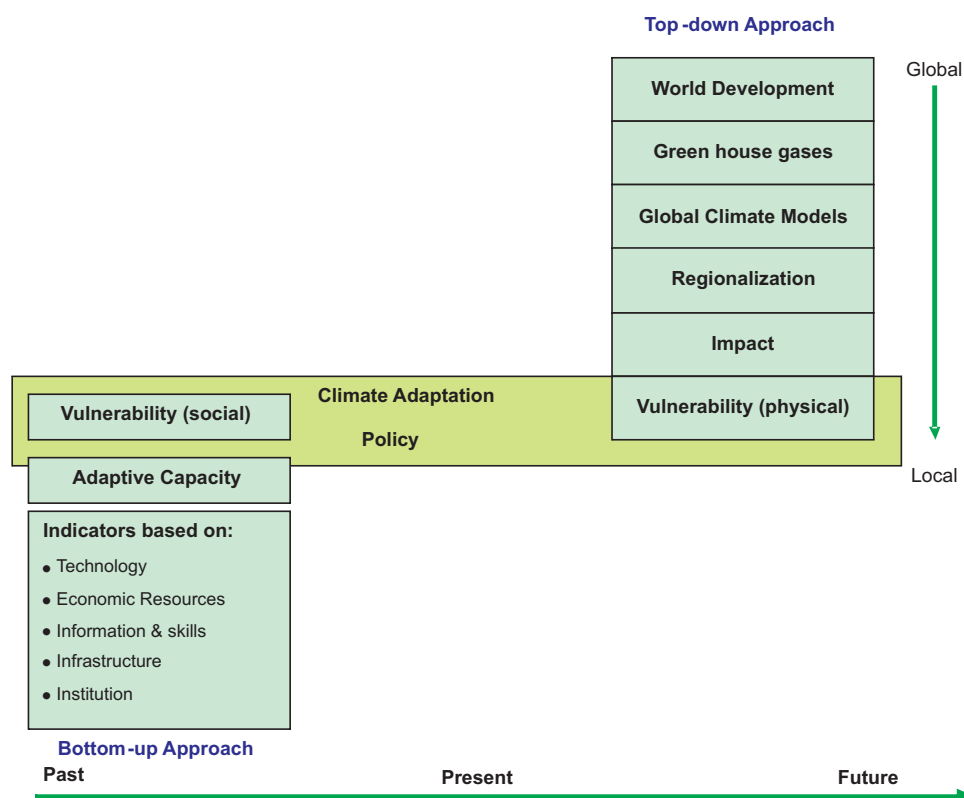 Top-down Approach
Global
World Development
Green house gases
Global Climate Models
Regionalization
Impact
Vulnerability (physical)
Local
Climate Adaptation
Policy
Vulnerability (social)
Adaptive Capacity
Indicators based on:
• Technology
• Economic Resources
• Information & skills
• Infrastructure
• Institution
Bottom-up Approach
Past
Present
Future